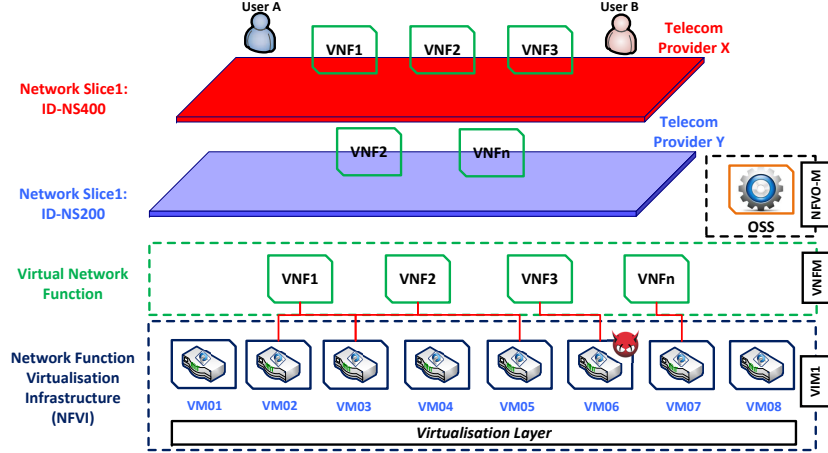 User A
User B
VNF1
VNF2
VNF3
Telecom
Provider X
Network Slice1:
ID-NS400
Telecom
Provider Y
VNF2
VNFn
Network Slice1:
ID-NS200
OSS
NFVO-M
Virtual Network
Function
VNF1
VNF2
VNF3
VNFn
VNFM
Network Function
Virtualisation
Infrastructure
(NFVI)
VM01
VM02
VM03
VM04
VM05
VM06
VM07
VM08
VIM1
Virtualisation Layer